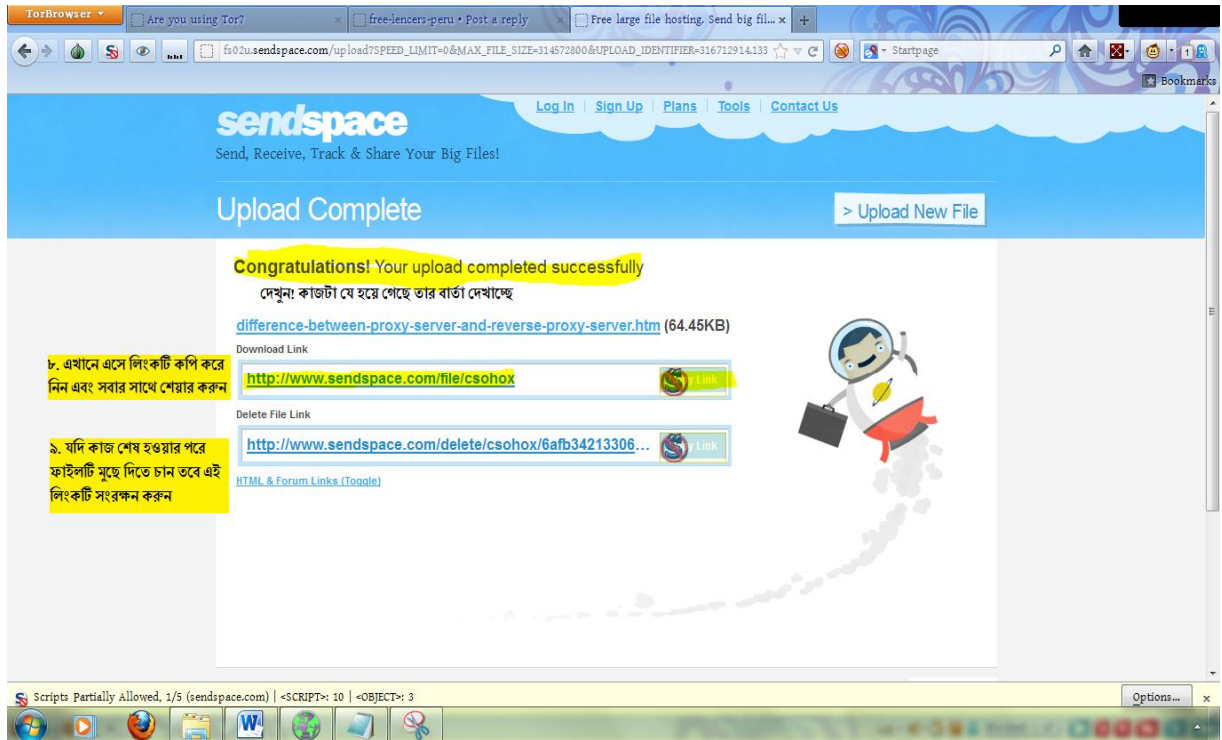 TorBrowser
Are you using Tor?
free-lencers-peru • Post a reply
Free large file hosting. Send big fil...
fs02u.sendspace.com/upload?SPEED_LIMIT=0&MAX_FILE_SIZE=314572800&UPLOAD_IDENTIFIER=316712914.133
Startpage
Bookmarks
Log In | Sign Up | Plans | Tools | Contact Us
sendspace
Send, Receive, Track & Share Your Big Files!
Upload Complete
> Upload New File
Congratulations! Your upload completed successfully
দেখুন! কাজটা যে হয়ে গেছে তার বার্তা দেখাচ্ছে
difference-between-proxy-server-and-reverse-proxy-server.htm (64.45KB)
Download Link
http://www.sendspace.com/file/csohox
Link
৮. এখানে এসে লিংকটি কপি করে
নিন এবং সবার সাথে শেয়ার করুন
Delete File Link
http://www.sendspace.com/delete/csohox/6afb34213306...
Link
৯. যদি কাজ শেষ হওয়ার পরে
ফাইলটি মুছে দিতে চান তবে এই
লিংকটি সংরক্ষন করুন
HTML & Forum Links (Toggle)
Scripts Partially Allowed, 1/5 (sendspace.com) | <SCRIPT>: 10 | <OBJECT>: 3
Options...